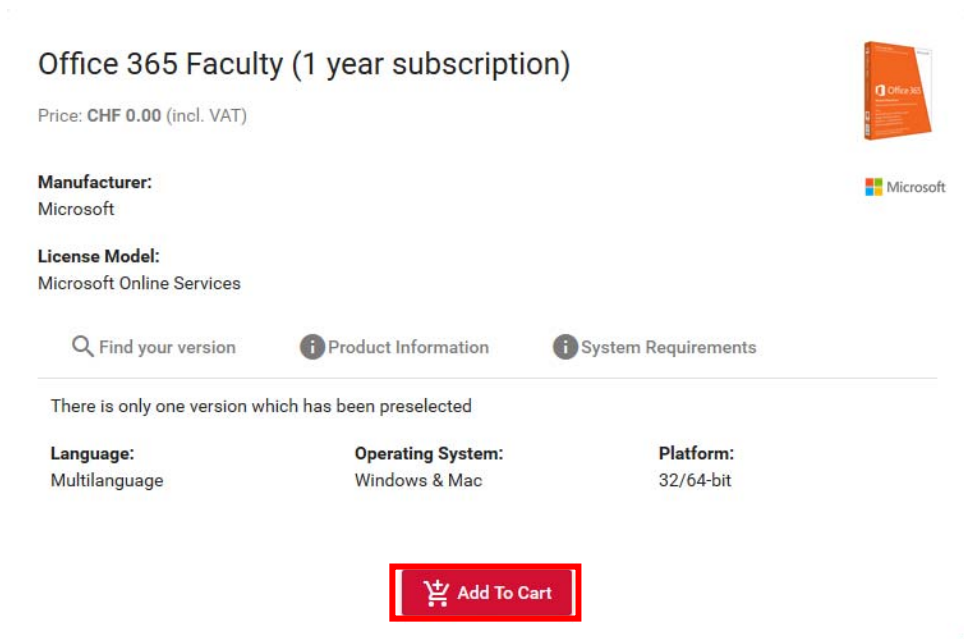 Office 365 Faculty (1 year subscription)
Price: CHF 0.00 (incl. VAT)
Office 365
Manufacturer:
Microsoft
Microsoft
License Model:
Microsoft Online Services
Find your version Product Information System Requirements
There is only one version which has been preselected
Language: Operating System: Platform:
Multilanguage Windows & Mac 32/64-bit
Add To Cart